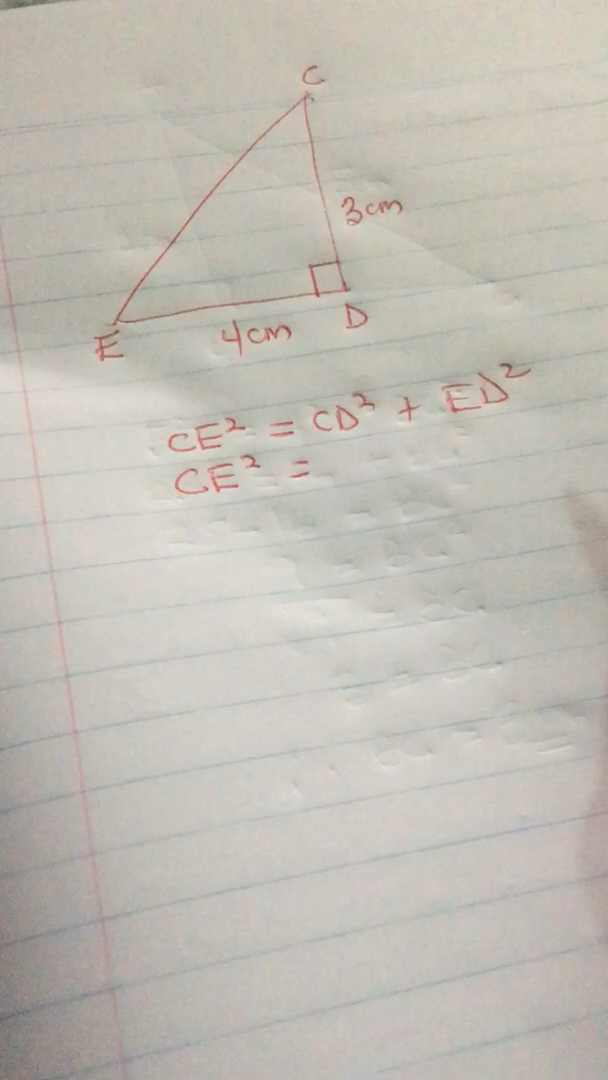 C
3cm
E 4cm D
CE² = CD² + ED²
CE² =